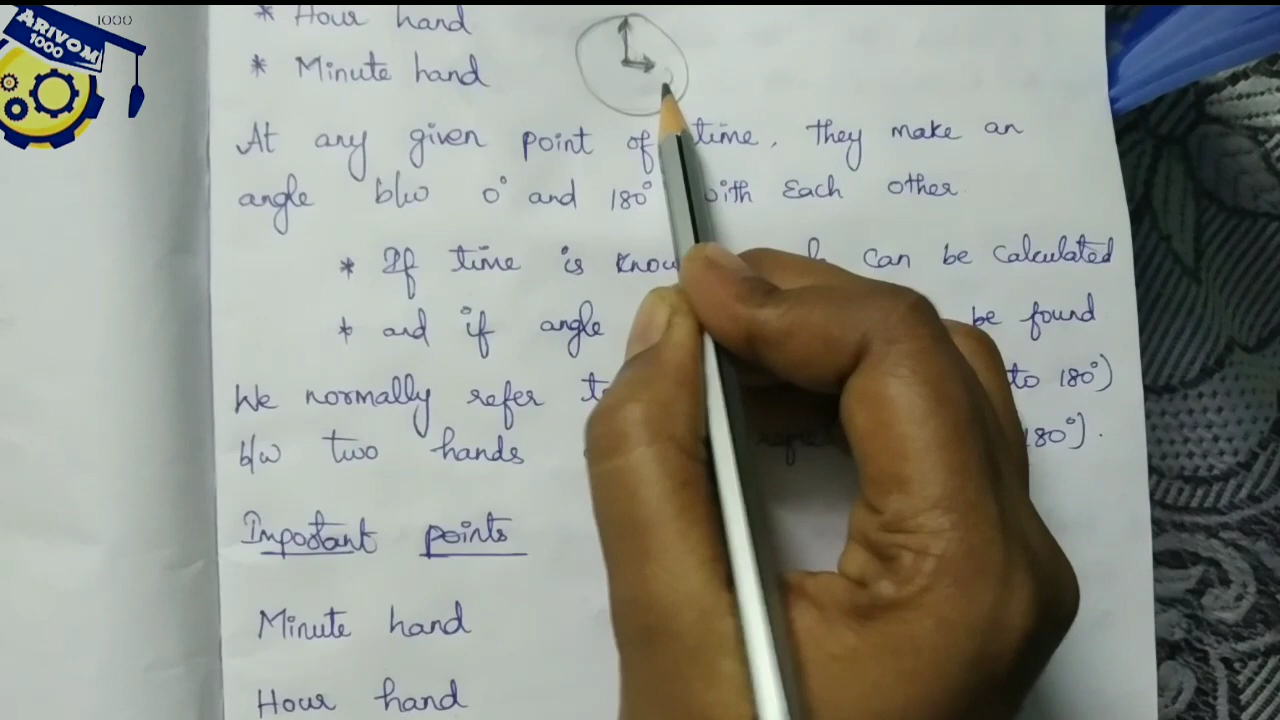 1000
ARIVOM
1000
* Hour hand
* Minute hand
At any given point of time, they make an
angle b/w 0° and 180° with each other
* If time is can be calculated
* and if angle be found
We normally refer to 180°)
b/w two hands 180°).
Important points
Minute hand
Hour hand